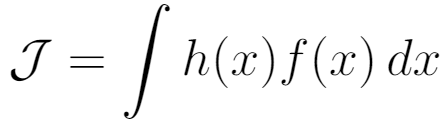 𝒥 = ∫ h(x)f(x) dx